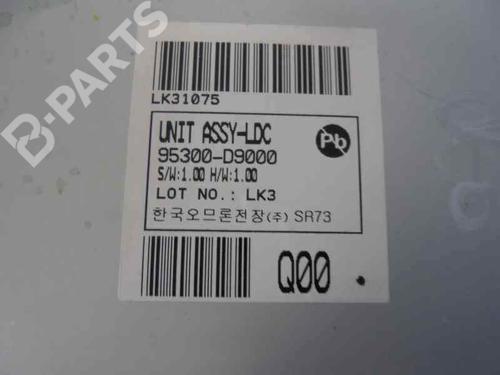 B-PARTS
LK31075
UNIT ASSY-LDC
95300-D9000
S/W:1.00 H/W:1.00
LOT NO.: LK3
한국오므론전장(주) SR73
Pb
Q00